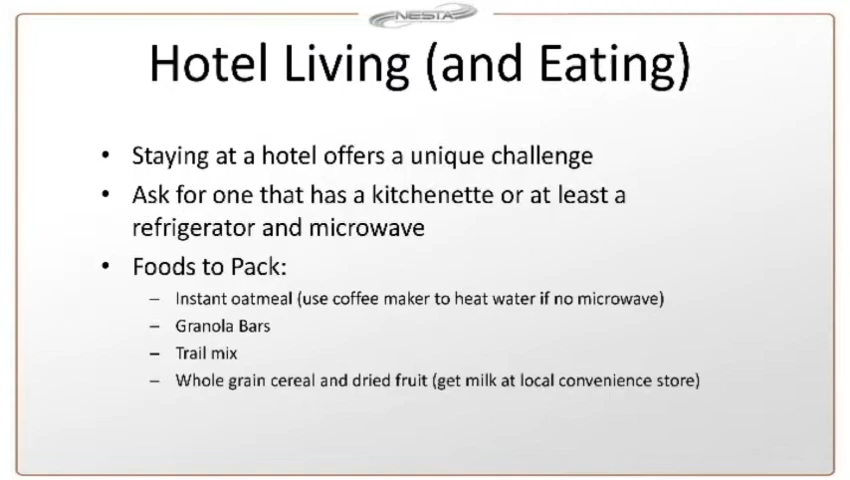 NESTA
Hotel Living (and Eating)
• Staying at a hotel offers a unique challenge
• Ask for one that has a kitchenette or at least a
refrigerator and microwave
• Foods to Pack:
– Instant oatmeal (use coffee maker to heat water if no microwave)
– Granola Bars
– Trail mix
– Whole grain cereal and dried fruit (get milk at local convenience store)